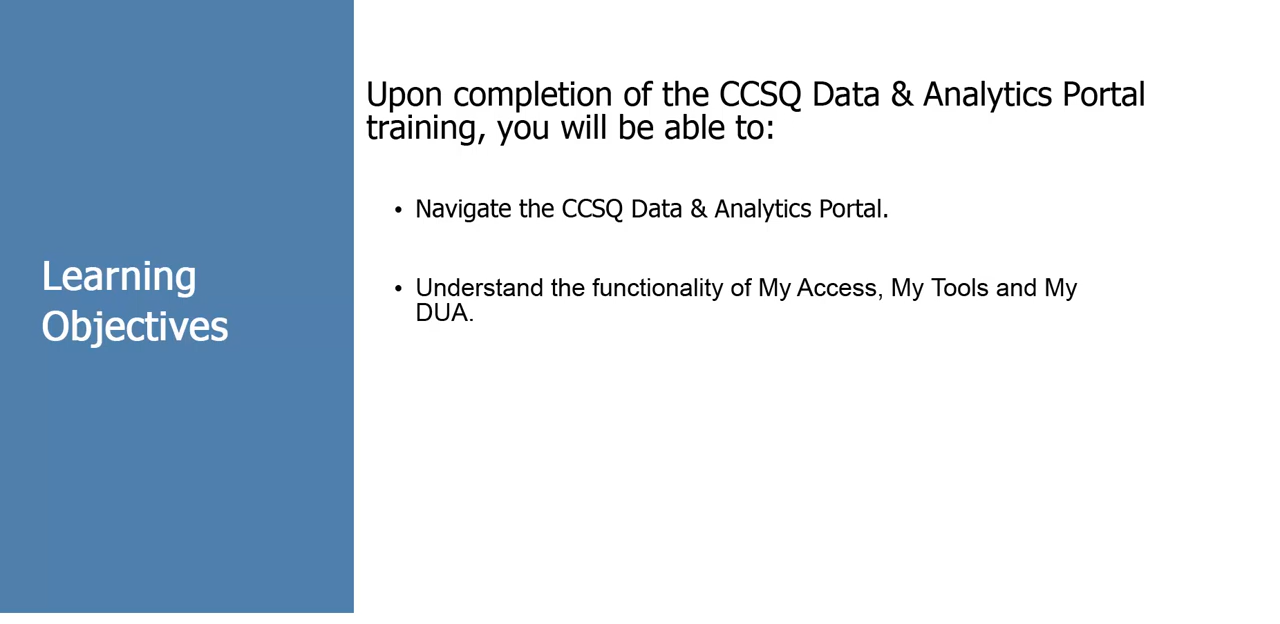 Learning
Objectives
Upon completion of the CCSQ Data & Analytics Portal
training, you will be able to:
• Navigate the CCSQ Data & Analytics Portal.
• Understand the functionality of My Access, My Tools and My
DUA.